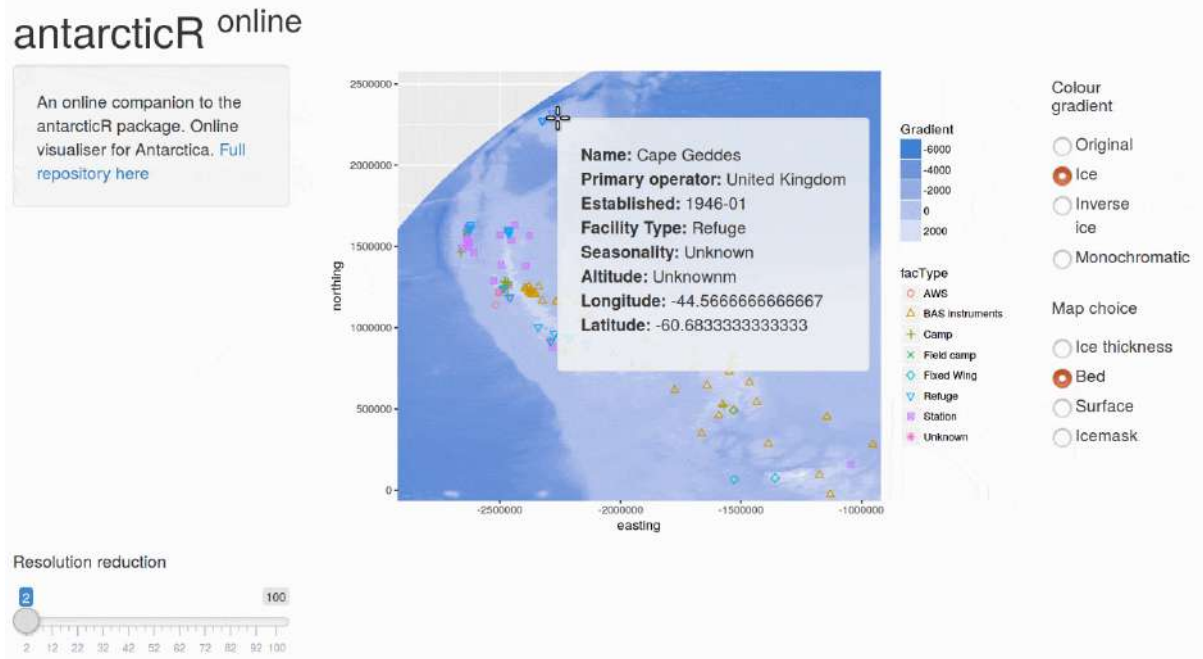 antarcticR online
An online companion to the
antarcticR package. Online
visualiser for Antarctica. Full
repository here
2500000
2000000
1500000
1000000
500000
0
northing
-2500000
-2000000
-1500000
-1000000
easting
Name: Cape Geddes
Primary operator: United Kingdom
Established: 1946-01
Facility Type: Refuge
Seasonality: Unknown
Altitude: Unknownm
Longitude: -44.5666666666667
Latitude: -60.6833333333333
Gradient
-6000
-4000
-2000
0
2000
facType
AWS
BAS instruments
Camp
Field camp
Fixed Wing
Refuge
Station
Unknown
Colour
gradient
Original
Ice
Inverse
ice
Monochromatic
Map choice
Ice thickness
Bed
Surface
Icemask
Resolution reduction
2 100
2 12 22 32 42 52 62 72 82 92 100